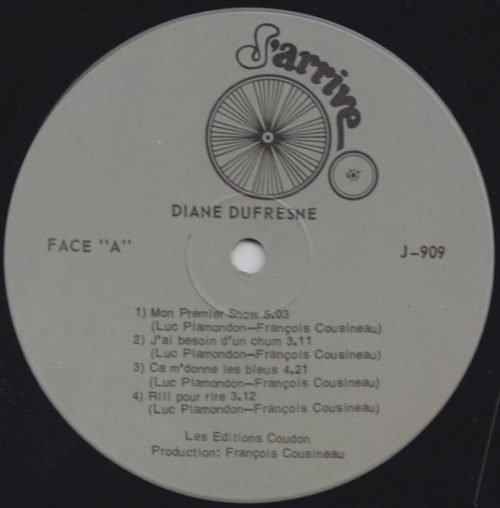 J'arrive
DIANE DUFRESNE
FACE "A"
J-909
1) Mon Premier Show 5.03
(Luc Plamondon-François Cousineau)
2) J'ai besoin d'un chum 3.11
(Luc Plamondon-François Cousineau)
3) Ca m'donne les bleus 4.21
(Luc Plamondon-François Cousineau)
4) Rill pour rire 3.12
(Luc Plamondon-François Cousineau)
Les Editions Coudon
Production: François Cousineau